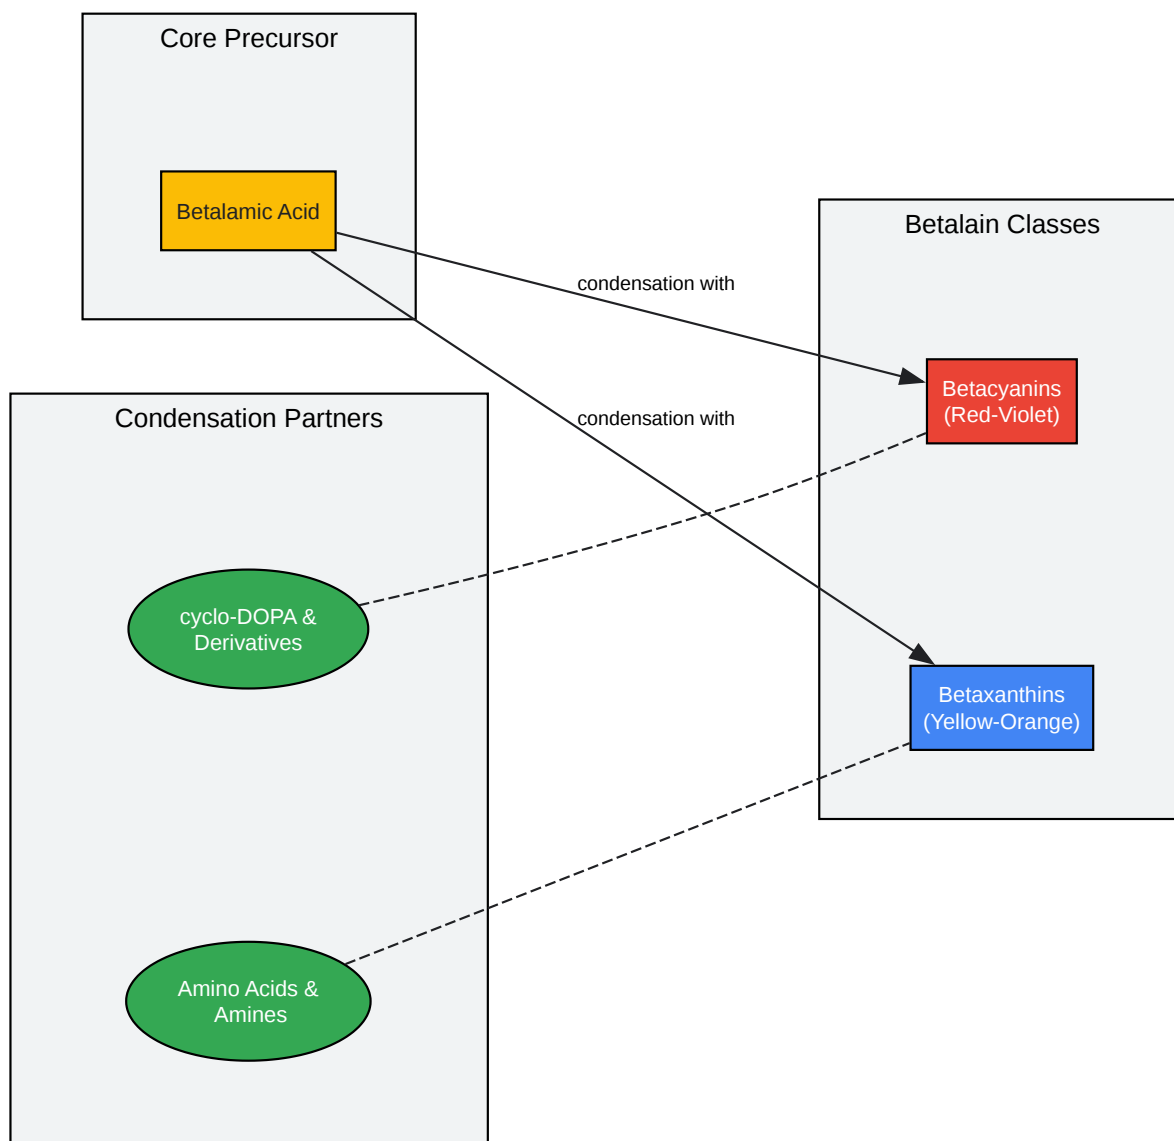 Core Precursor
Betalamic Acid
condensation with
condensation with
Betalain Classes
Betacyanins
(Red-Violet)
Betaxanthins
(Yellow-Orange)
Condensation Partners
cyclo-DOPA &
Derivatives
Amino Acids &
Amines